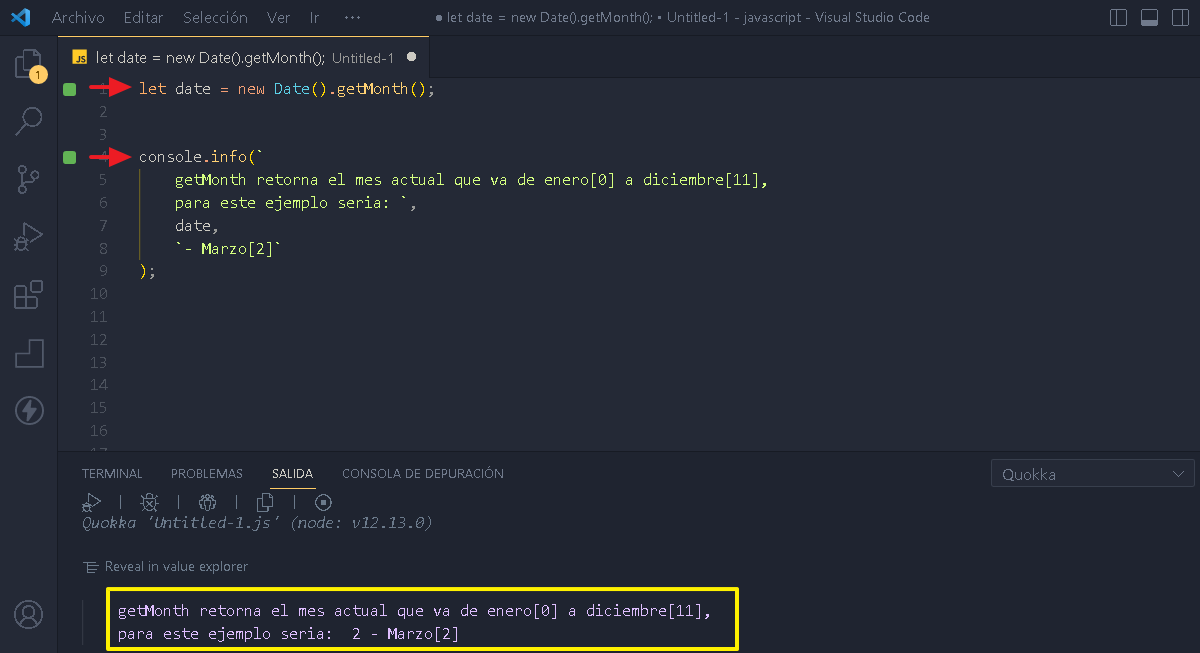 Archivo Editar Selección Ver Ir ··· ● let date = new Date().getMonth(); • Untitled-1 - javascript - Visual Studio Code
JS let date = new Date().getMonth(); Untitled-1 ●
1 let date = new Date().getMonth();
2
3
4 console.info(`
5 getMonth retorna el mes actual que va de enero[0] a diciembre[11],
6 para este ejemplo seria: `,
7 date,
8 `- Marzo[2]`
9 );
10
11
12
13
14
15
16
17
1
TERMINAL PROBLEMAS SALIDA CONSOLA DE DEPURACIÓN Quokka
Quokka 'Untitled-1.js' (node: v12.13.0)
Reveal in value explorer
getMonth retorna el mes actual que va de enero[0] a diciembre[11],
para este ejemplo seria:  2 - Marzo[2]